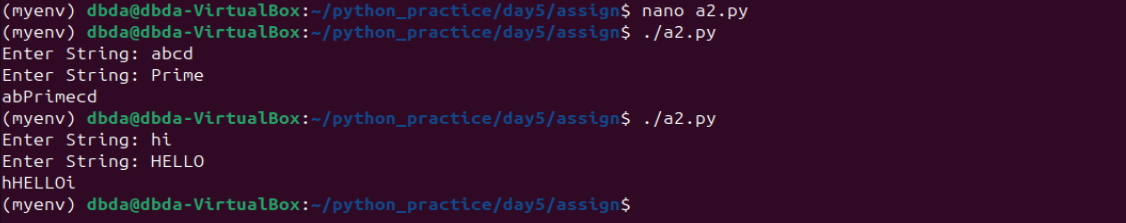 (myenv) dbda@dbda-VirtualBox:~/python_practice/day5/assign$ nano a2.py
(myenv) dbda@dbda-VirtualBox:~/python_practice/day5/assign$ ./a2.py
Enter String: abcd
Enter String: Prime
abPrimecd
(myenv) dbda@dbda-VirtualBox:~/python_practice/day5/assign$ ./a2.py
Enter String: hi
Enter String: HELLO
hHELLOi
(myenv) dbda@dbda-VirtualBox:~/python_practice/day5/assign$